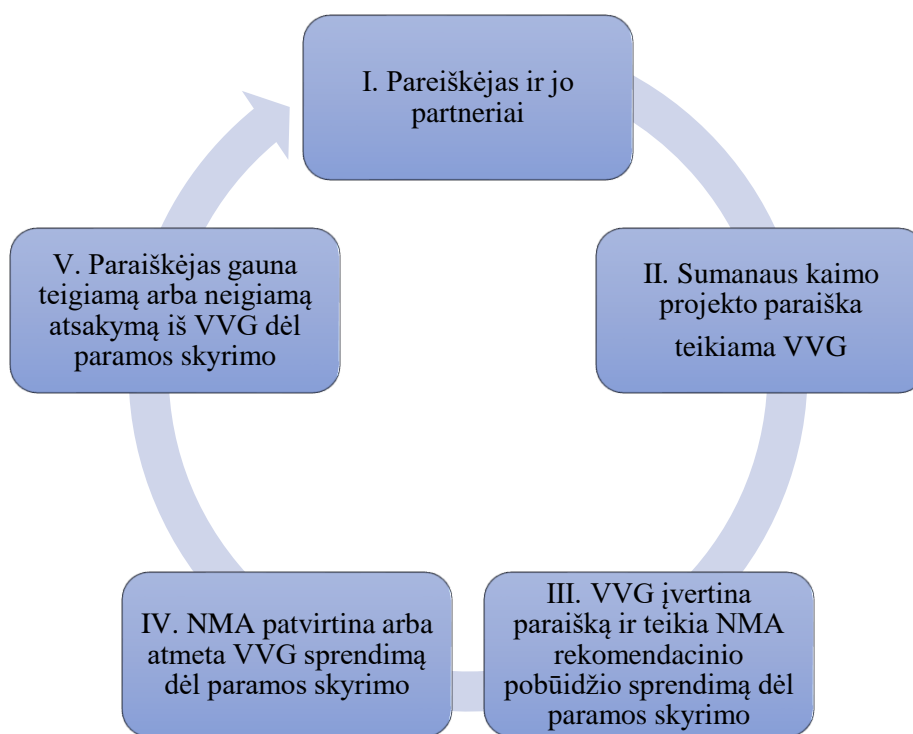 I. Pareiškėjas ir jo
partneriai
II. Sumanaus kaimo
projekto paraiška
teikiama VVG
III. VVG įvertina
paraišką ir teikia NMA
rekomendacinio
pobūidžio sprendimą dėl
paramos skyrimo
IV. NMA patvirtina arba
atmeta VVG sprendimą
dėl paramos skyrimo
V. Paraiškėjas gauna
teigiamą arba neigiamą
atsakymą iš VVG dėl
paramos skyrimo